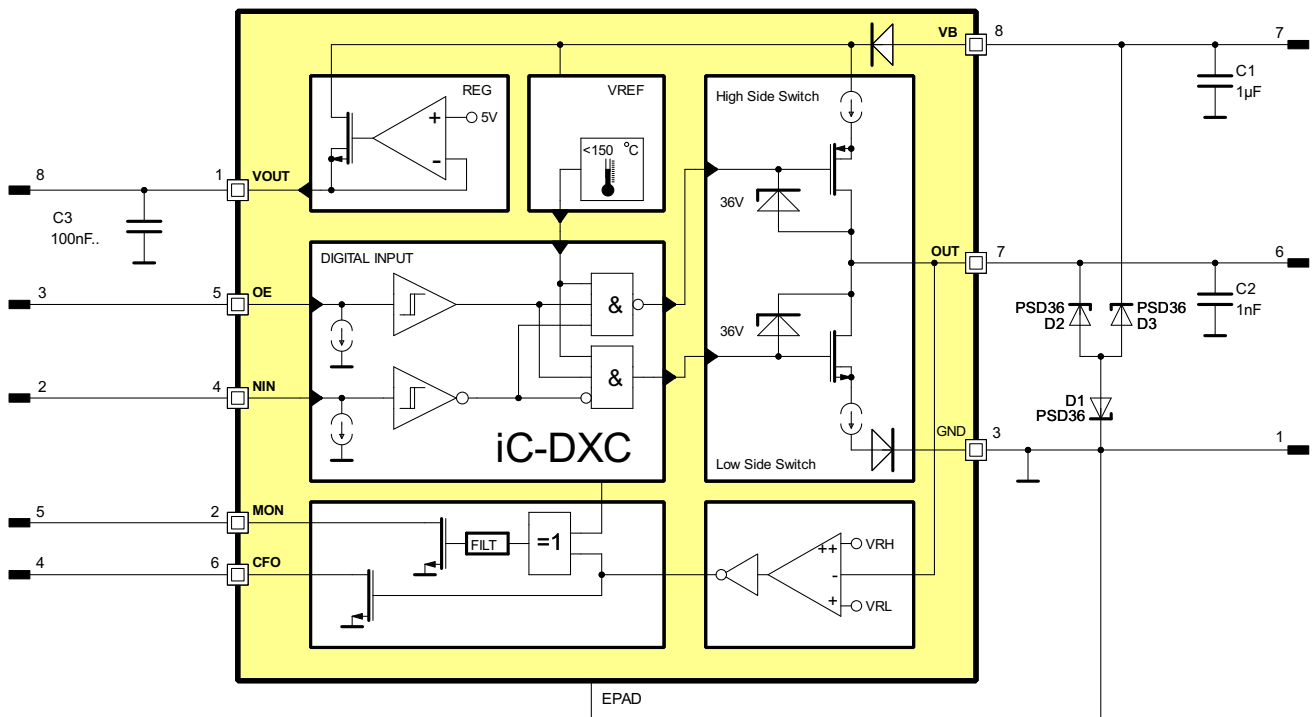 VB
8
7
REG
VREF
High Side Switch
C1
1µF
+
5V
-
<150 °C
8
1
VOUT
36V
C3
100nF..
DIGITAL INPUT
OUT
7
6
3
5
OE
&
C2
1nF
PSD36
D2
PSD36
D3
36V
2
4
NIN
&
D1
PSD36
iC-DXC
GND
3
1
Low Side Switch
5
2
MON
FILT
=1
++
VRH
-
+
VRL
4
6
CFO
EPAD